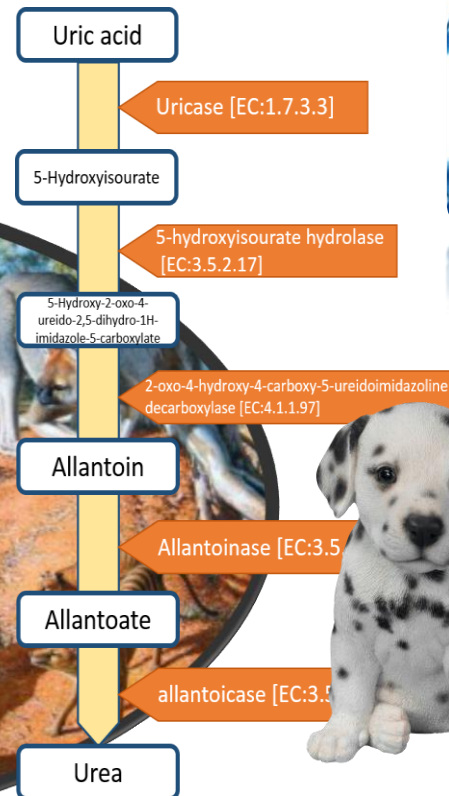 Uric acid
Uricase [EC:1.7.3.3]
5-Hydroxyisourate
5-hydroxyisourate hydrolase
[EC:3.5.2.17]
5-Hydroxy-2-oxo-4-
ureido-2,5-dihydro-1H-
imidazole-5-carboxylate
2-oxo-4-hydroxy-4-carboxy-5-ureidoimidazoline
decarboxylase [EC:4.1.1.97]
Allantoin
Allantoinase [EC:3.5.
Allantoate
allantoicase [EC:3.5
Urea